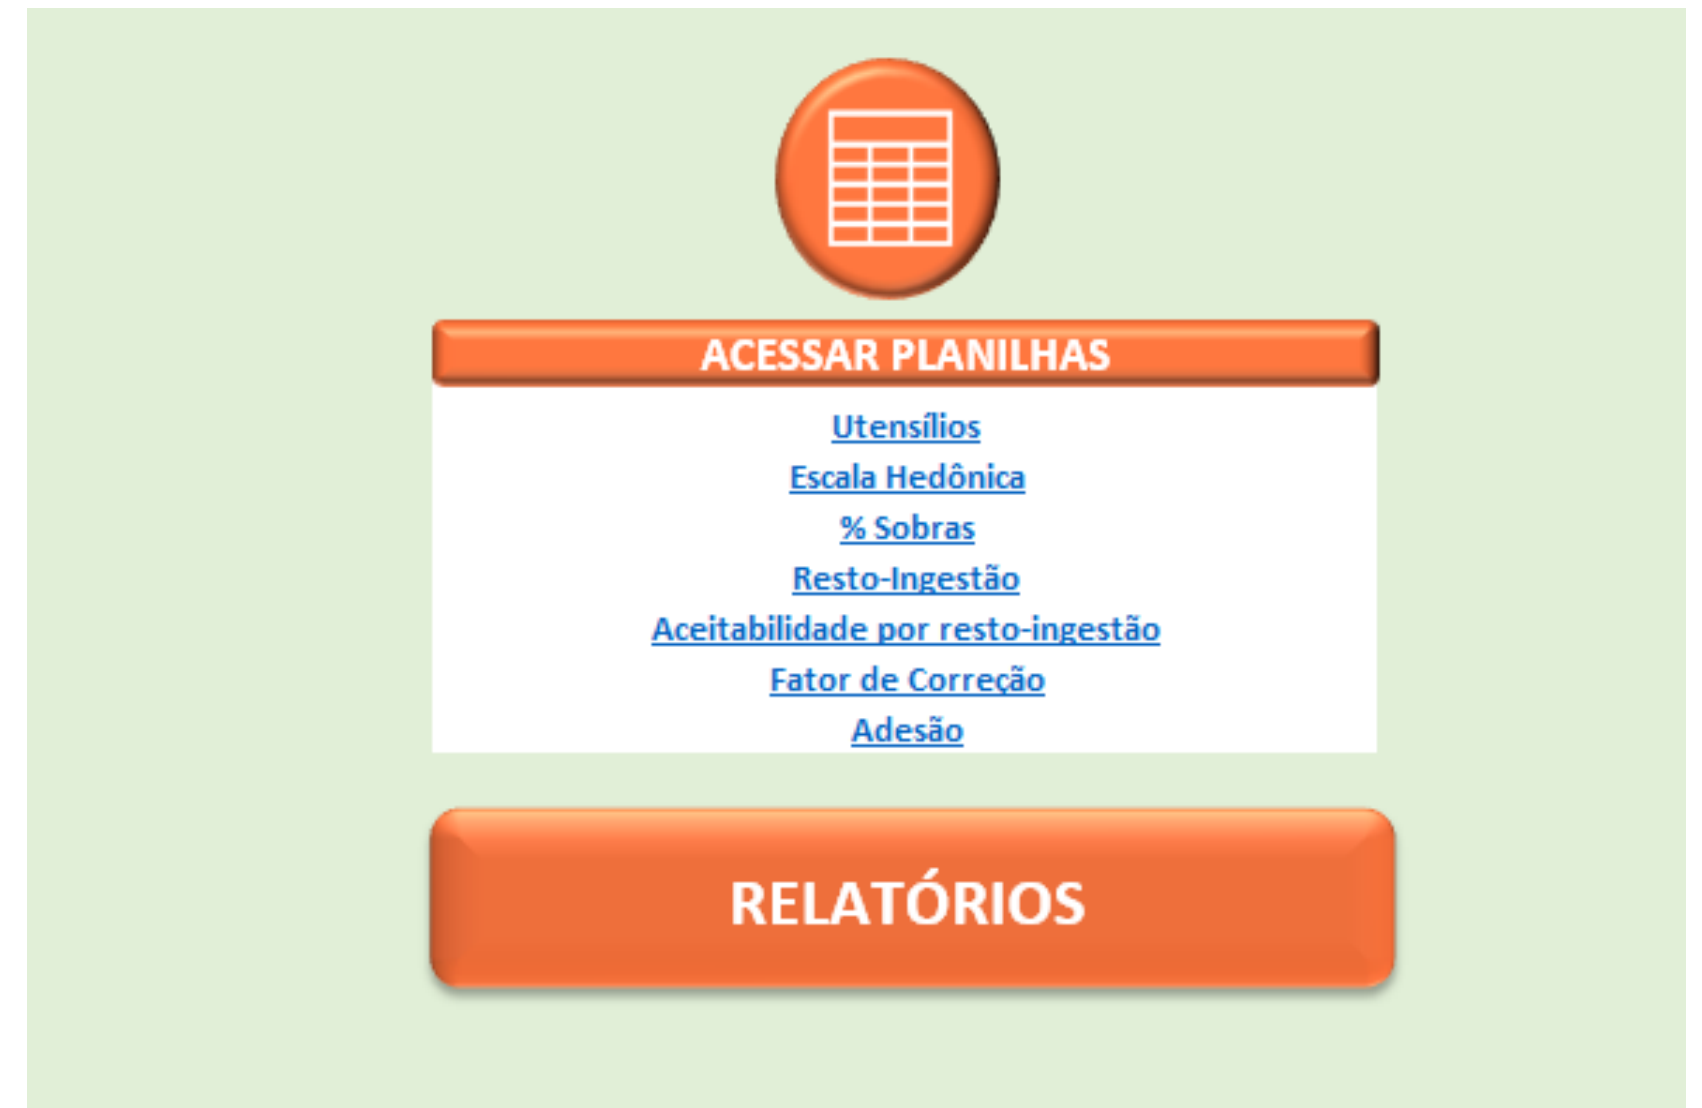 ACESSAR PLANILHAS
Utensílios
Escala Hedônica
% Sobras
Resto-Ingestão
Aceitabilidade por resto-ingestão
Fator de Correção
Adesão
RELATÓRIOS